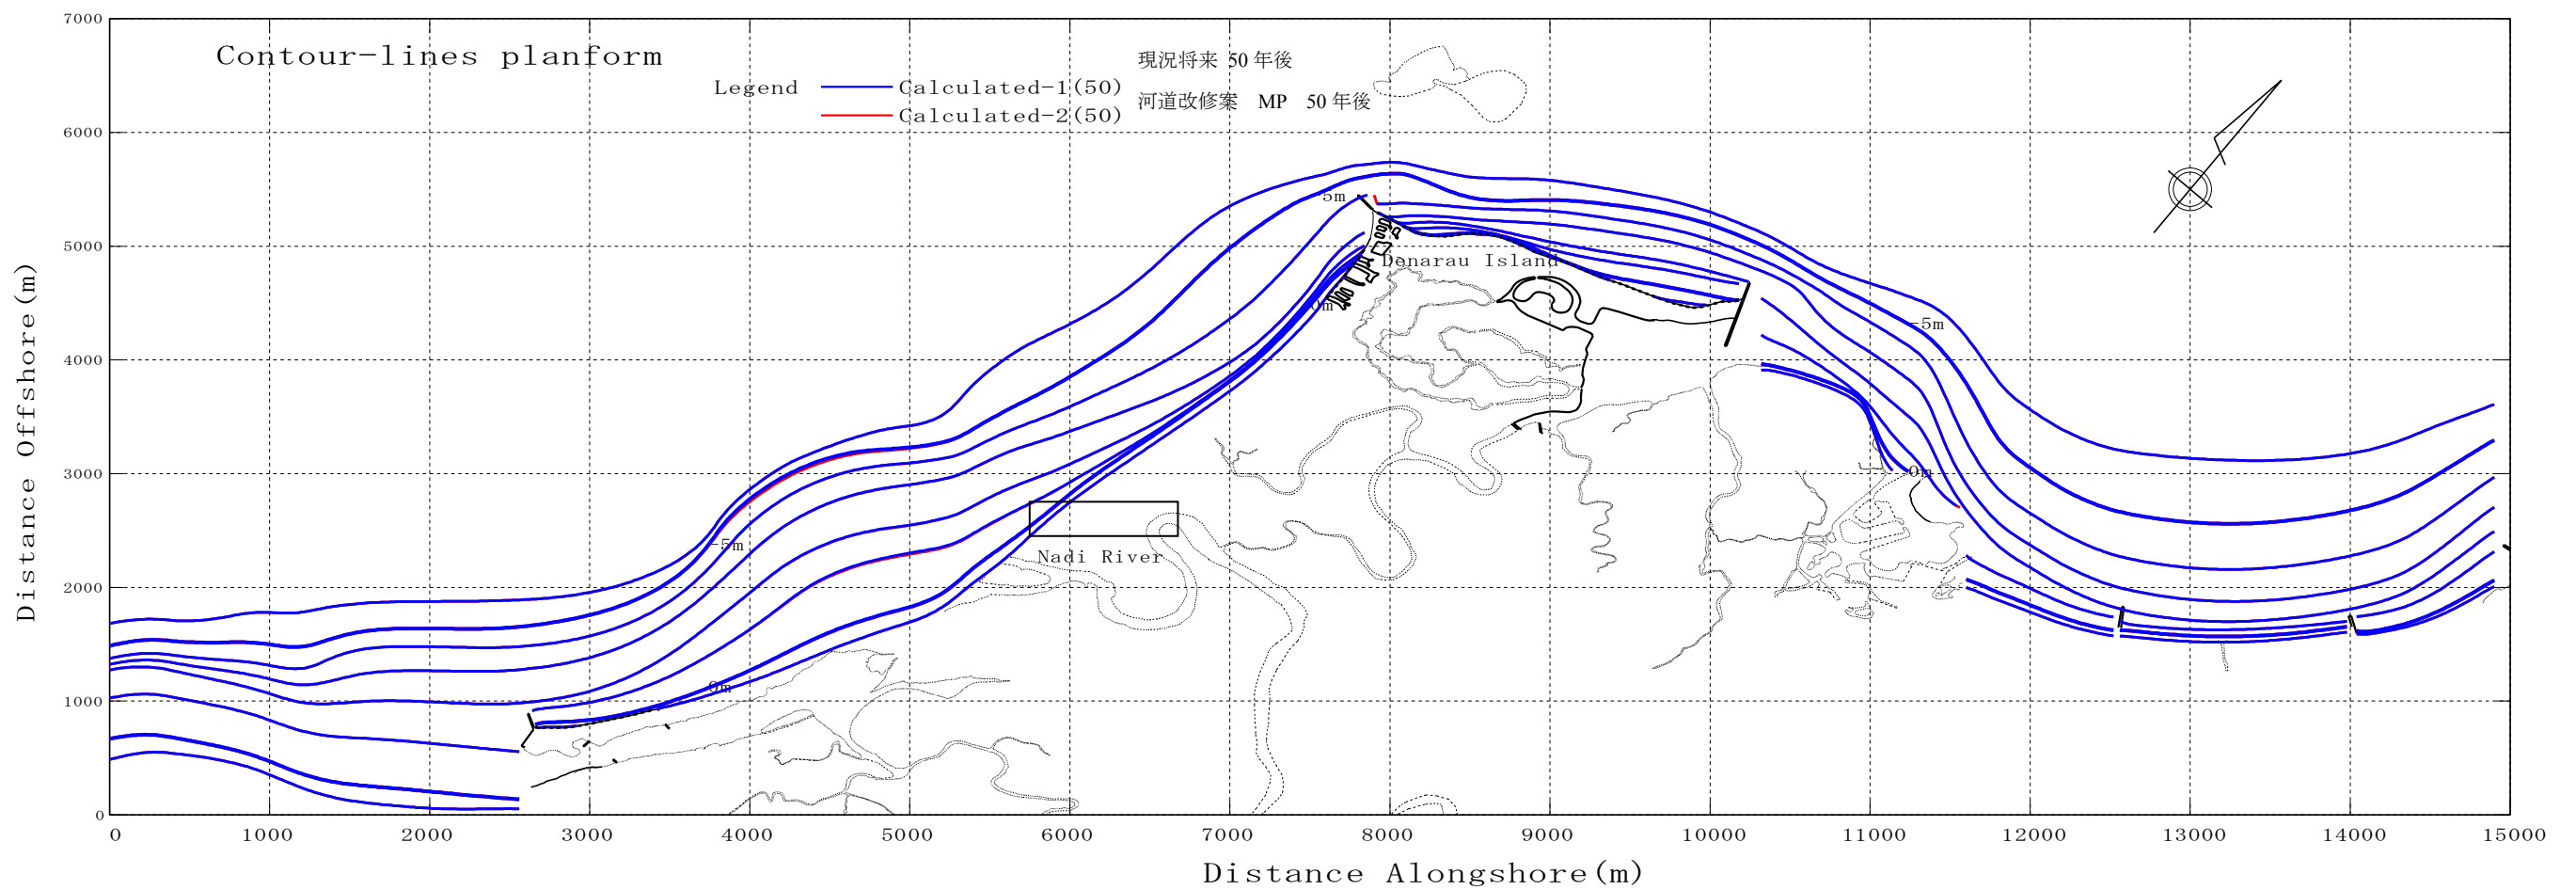 7000
Contour-lines planform
現況将来 50 年後
Legend
Calculated-1(50)
河道改修案 MP 50 年後
Calculated-2(50)
6000
5m
5000
Denarau Island
0m
-5m
4000
3000
0m
-5m
Nadi River
2000
0m
1000
0
0 1000 2000 3000 4000 5000 6000 7000 8000 9000 10000 11000 12000 13000 14000 15000
Distance Alongshore(m)
Distance Offshore(m)